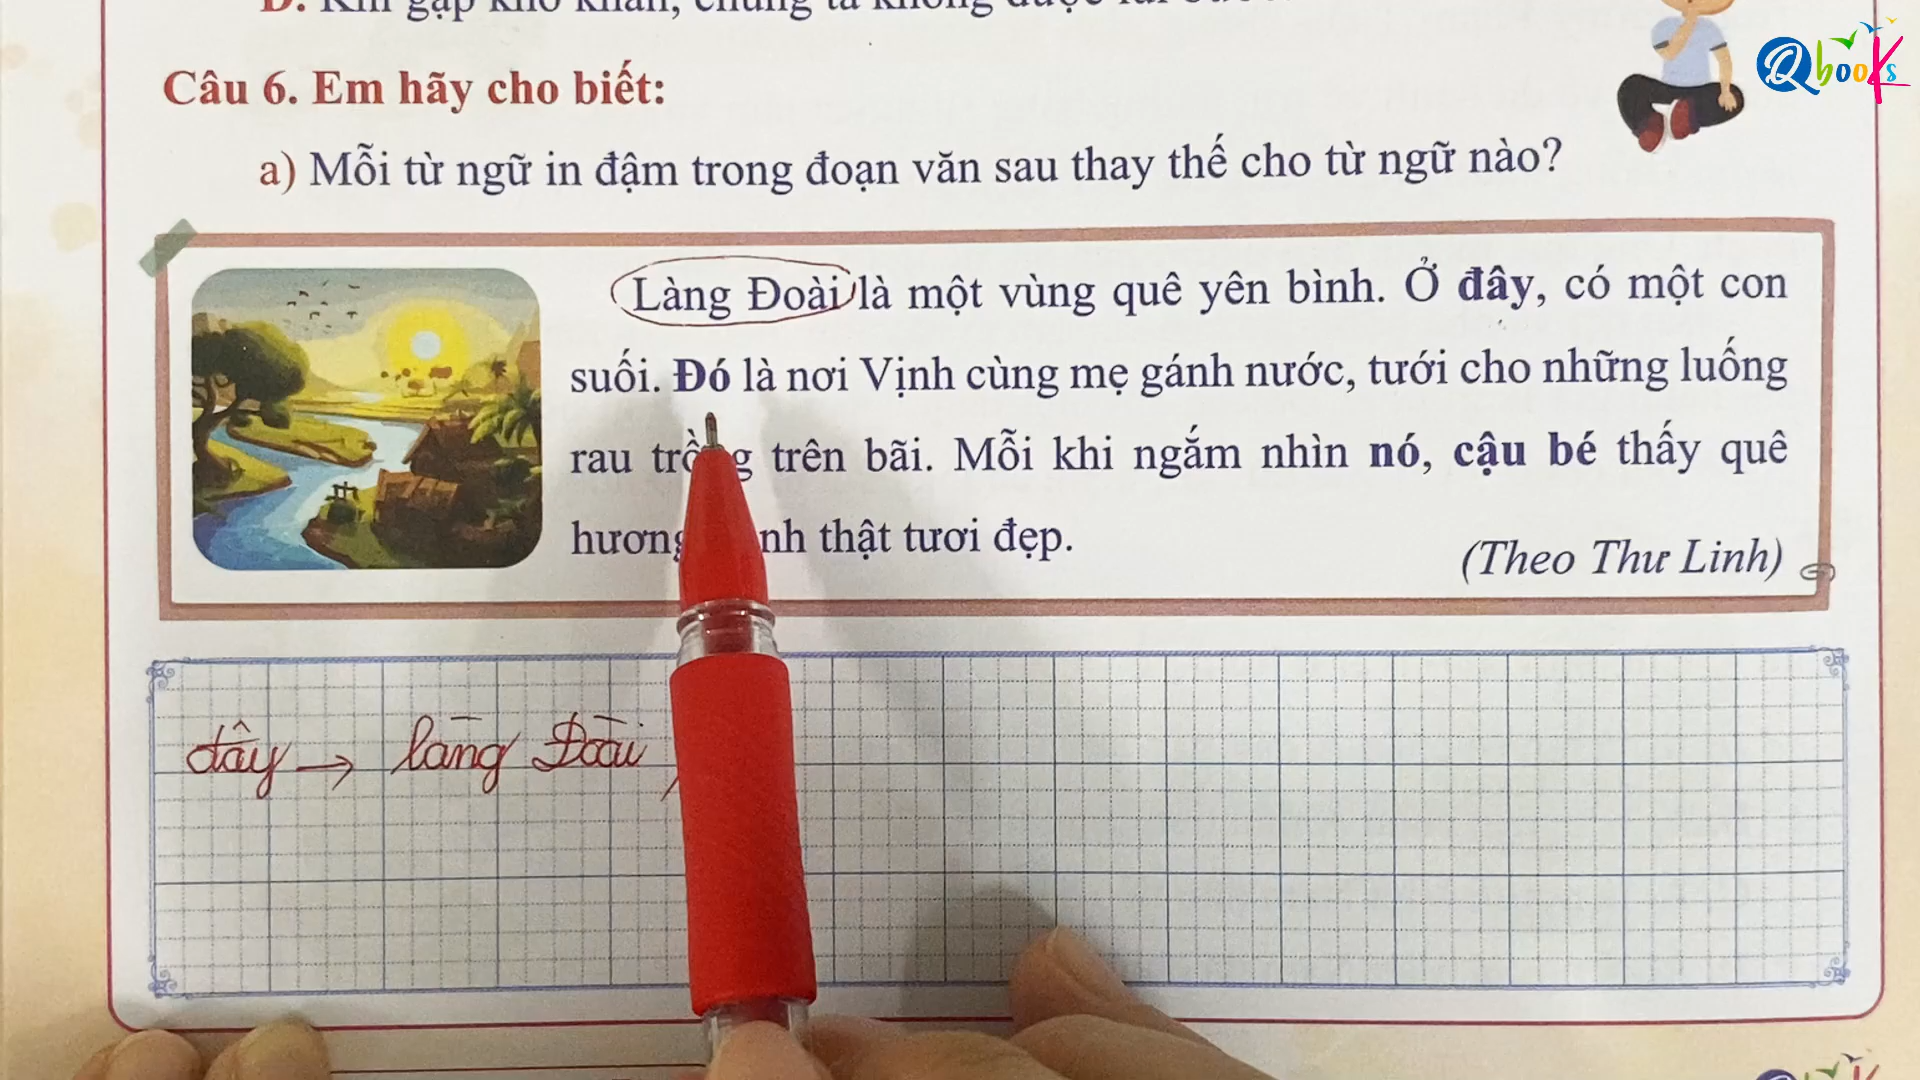 Qbooks
Câu 6. Em hãy cho biết:
a) Mỗi từ ngữ in đậm trong đoạn văn sau thay thế cho từ ngữ nào?
Làng Đoài là một vùng quê yên bình. Ở đây, có một con
suối. Đó là nơi Vịnh cùng mẹ gánh nước, tưới cho những luống
rau trên bãi. Mỗi khi ngắm nhìn nó, cậu bé thấy quê
thật tươi đẹp.
(Theo Thư Linh)
đây → làng Đoài